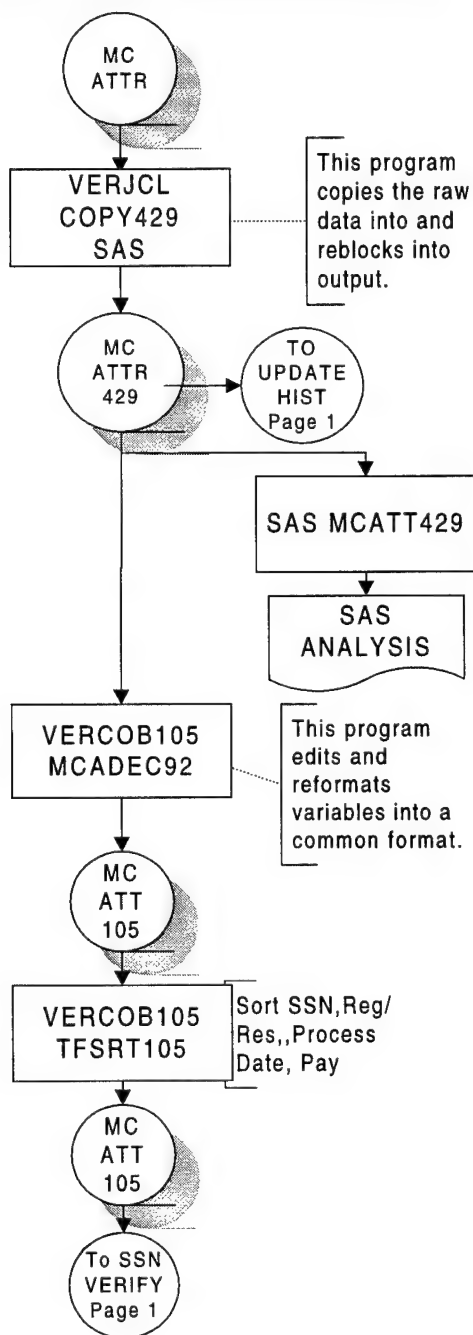 MC
ATTR
VERJCL
COPY429
SAS
This program
copies the raw
data into and
reblocks into
output.
MC
ATTR
429
TO
UPDATE
HIST
Page 1
SAS MCATT429
SAS
ANALYSIS
VERCOB105
MCADEC92
This program
edits and
reformats
variables into a
common format.
MC
ATT
105
VERCOB105
TFSRT105
Sort SSN,Reg/
Res,,Process
Date, Pay
MC
ATT
105
To SSN
VERIFY
Page 1